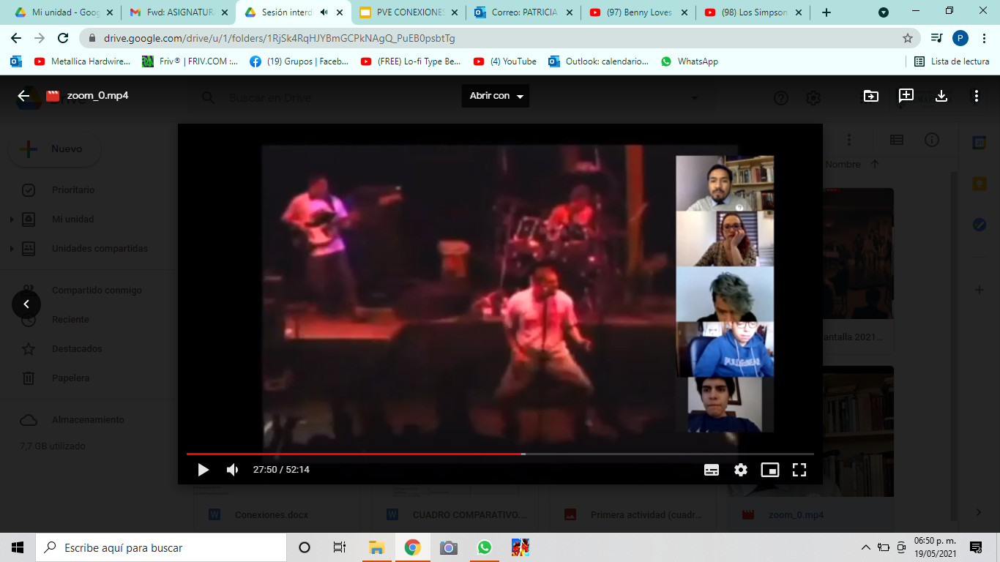 Mi unidad - Goog
Fwd: ASIGNATURA
Sesión interdi
PVE CONEXIONES
Correo: PATRICIA
(97) Benny Loves
(98) Los Simpson
drive.google.com/drive/u/1/folders/1RjSk4RqHJYBmGCPkNAgQ_PuEB0psbtTg
P
Metallica Hardwire...
Friv® | FRIV.COM :...
(19) Grupos | Faceb...
(FREE) Lo-fi Type Be...
(4) YouTube
Outlook: calendario...
WhatsApp
Lista de lectura
zoom_0.mp4
Buscar en Drive
Abrir con
Nuevo
Nombre
Prioritario
Mi unidad
Unidades compartidas
Compartido conmigo
Reciente
Destacados
Papelera
Almacenamiento
7,7 GB utilizado
antalla 2021...
27:50 / 52:14
Conexiones.docx
CUADRO COMPARATIVO....
Primera actividad (cuadr...
zoom_0.mp4
Escribe aquí para buscar
06:50 p. m.
19/05/2021